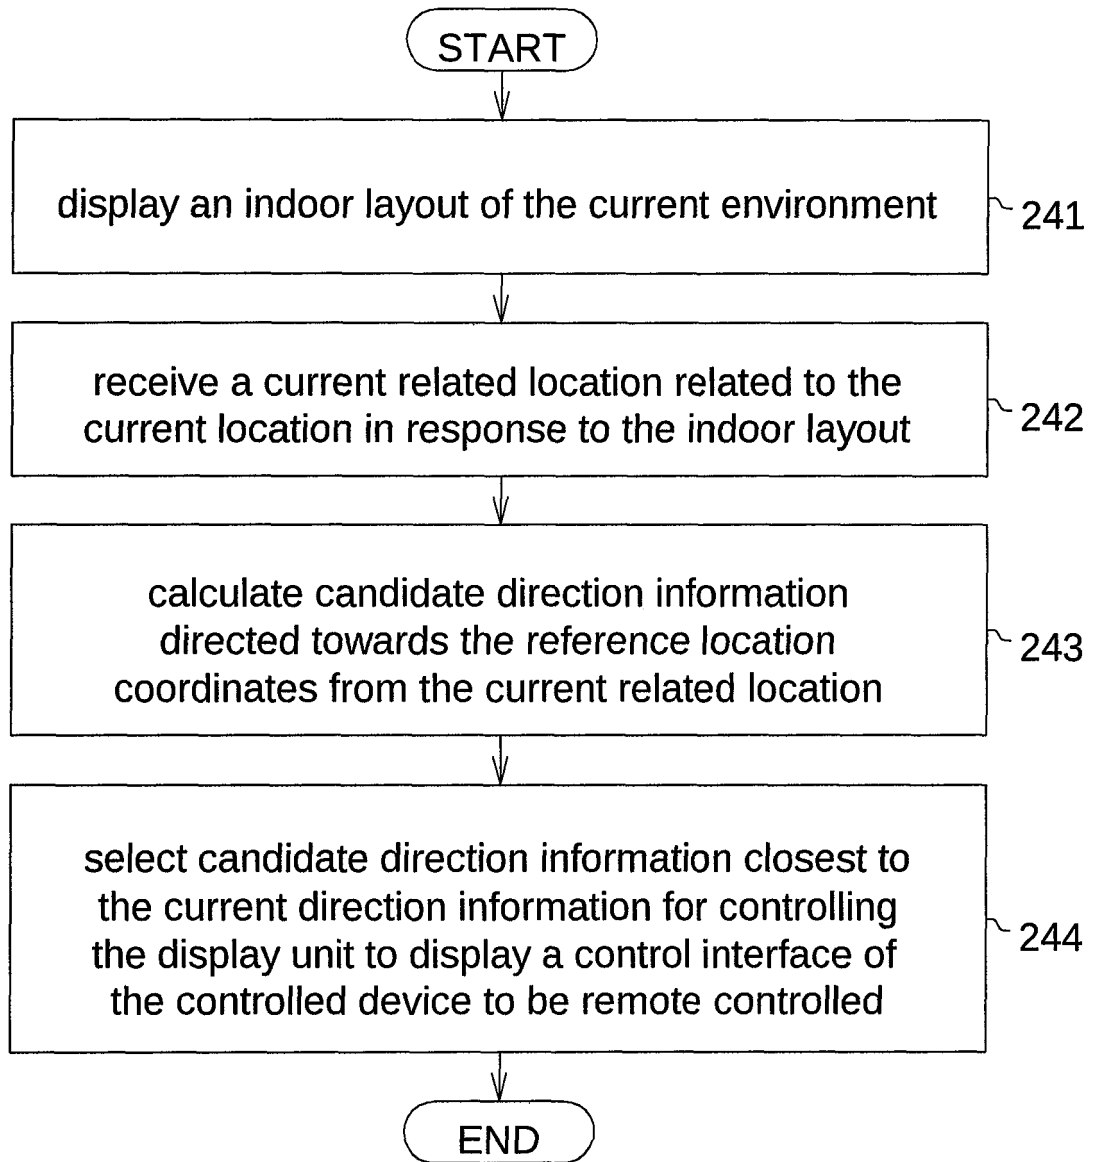 START
display an indoor layout of the current environment
241
receive a current related location related to the
current location in response to the indoor layout
242
calculate candidate direction information
directed towards the reference location
coordinates from the current related location
243
select candidate direction information closest to
the current direction information for controlling
the display unit to display a control interface of
the controlled device to be remote controlled
244
END